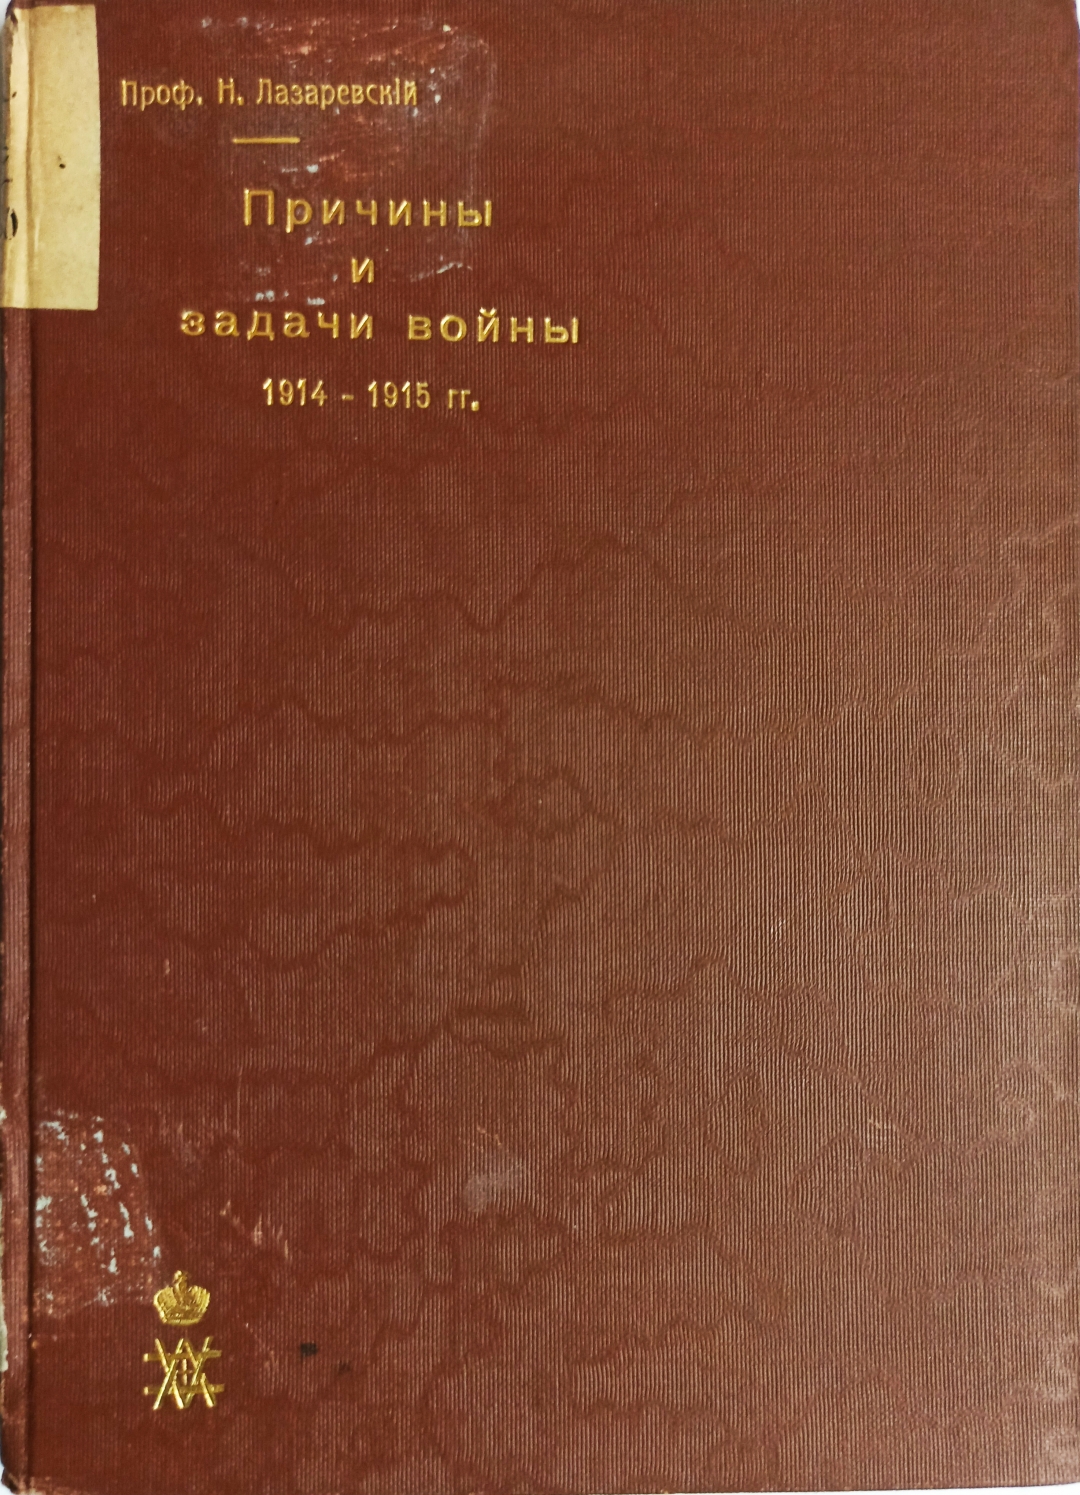 Проф. Н. Лазаревскій
Причины
и
задачи войны
1914 - 1915 гг.